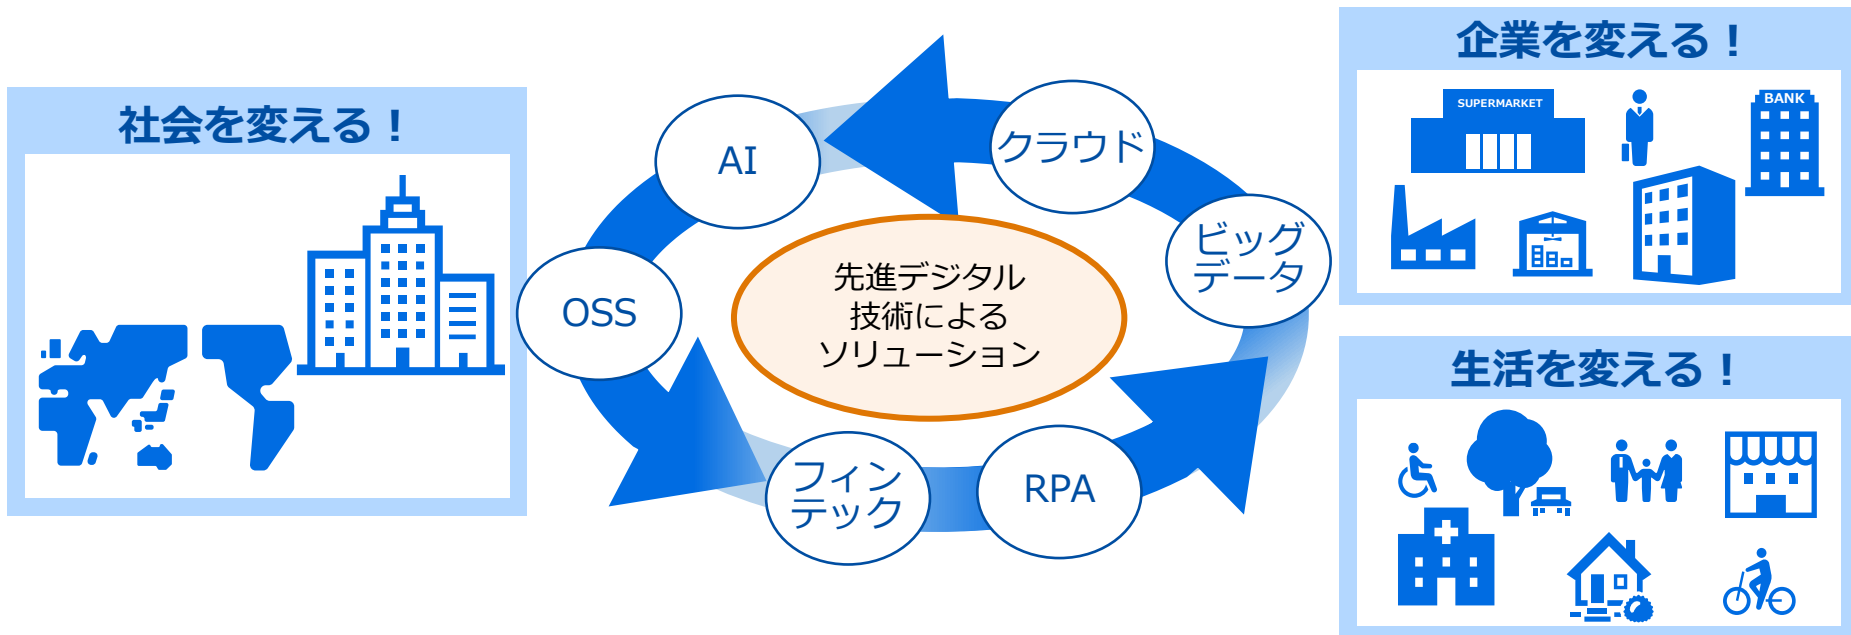 社会を変える！
AI
クラウド
ビッグ
データ
OSS
先進デジタル
技術による
ソリューション
フィン
テック
RPA
企業を変える！
SUPERMARKET
BANK
生活を変える！